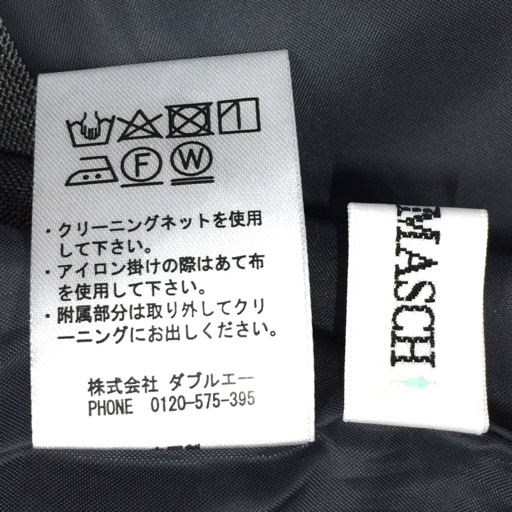 F W
・クリーニングネットを使用
して下さい。
・アイロン掛けの際はあて布
を使用して下さい。
・附属部分は取り外してクリ
ーニングにお出しください。
株式会社 ダブルエー
PHONE 0120-575-395
MASCH